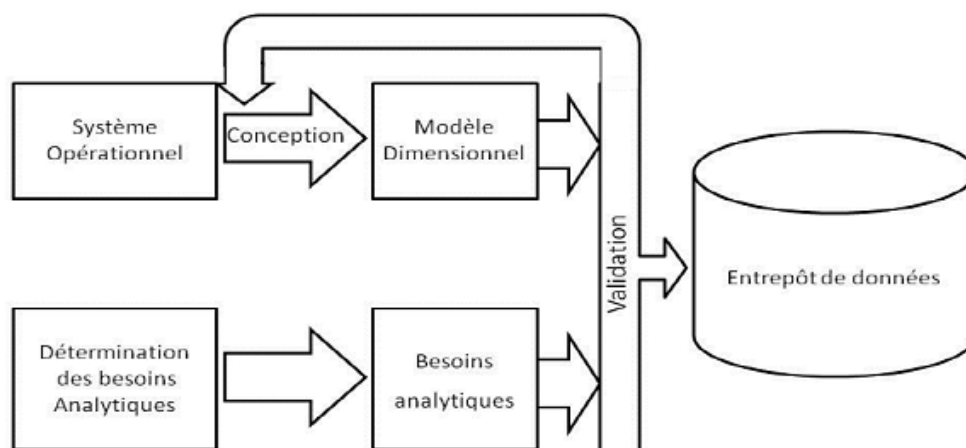 Système
Opérationnel
Conception
Modèle
Dimensionnel
Validation
Entrepôt de données
Détermination
des besoins
Analytiques
Besoins
analytiques